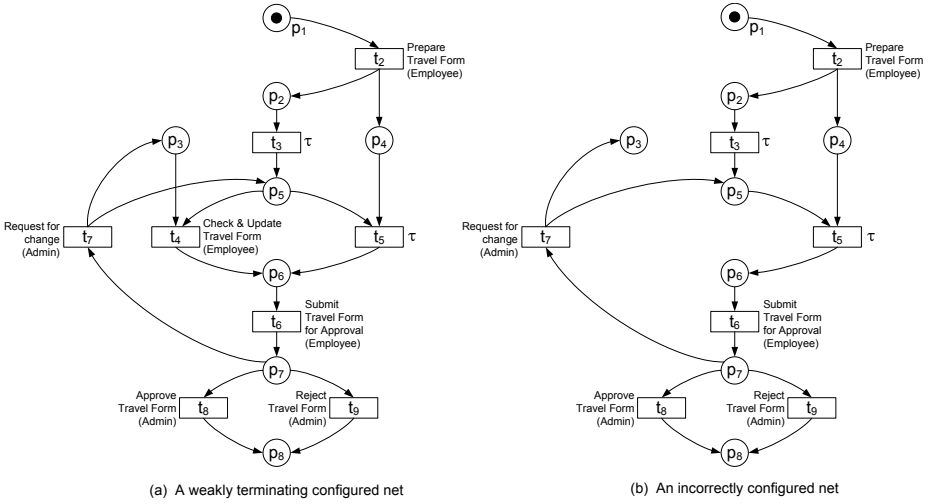 p1
Prepare
Travel Form
(Employee)
t2
p2
p3
t3
τ
p4
p5
Request for
change
(Admin)
t7
t4
Check & Update
Travel Form
(Employee)
t5
τ
p6
Submit
Travel Form
for Approval
(Employee)
t6
p7
Approve
Travel Form
(Admin)
t8
Reject
Travel Form
(Admin)
t9
p8
(a) A weakly terminating configured net
p1
Prepare
Travel Form
(Employee)
t2
p2
p3
t3
τ
p4
p5
Request for
change
(Admin)
t7
t5
τ
p6
Submit
Travel Form
for Approval
(Employee)
t6
p7
Approve
Travel Form
(Admin)
t8
Reject
Travel Form
(Admin)
t9
p8
(b) An incorrectly configured net